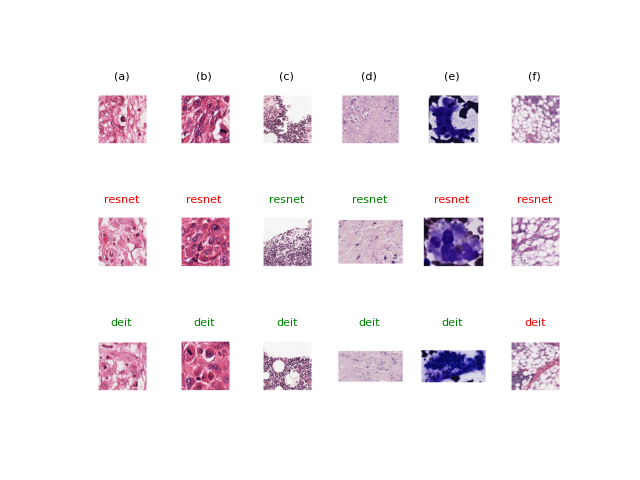 (a) (b) (c) (d) (e) (f)
resnet resnet resnet resnet resnet resnet
deit deit deit deit deit deit